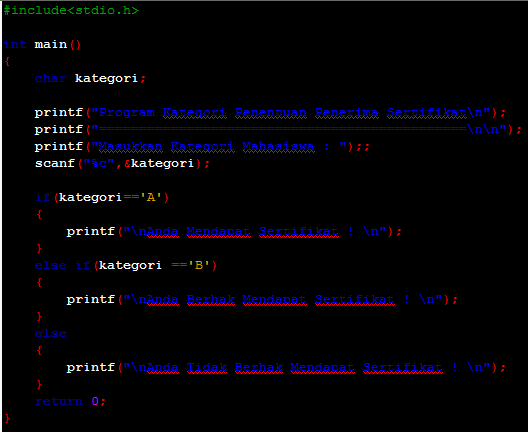 #include<stdio.h>
int main()
{
char kategori;
printf("Program Kategori Penentuan Penerima Sertifikat\n");
printf("==============================================\n\n");
printf("Masukkan Kategori Mahasiswa : ");;
scanf("%c",&kategori);
if(kategori=='A')
{
printf("\nAnda Mendapat Sertifikat ! \n");
}
else if(kategori =='B')
{
printf("\nAnda Berhak Mendapat Sertifikat ! \n");
}
else
{
printf("\nAnda Tidak Berhak Mendapat Sertifikat ! \n");
}
return 0;
}